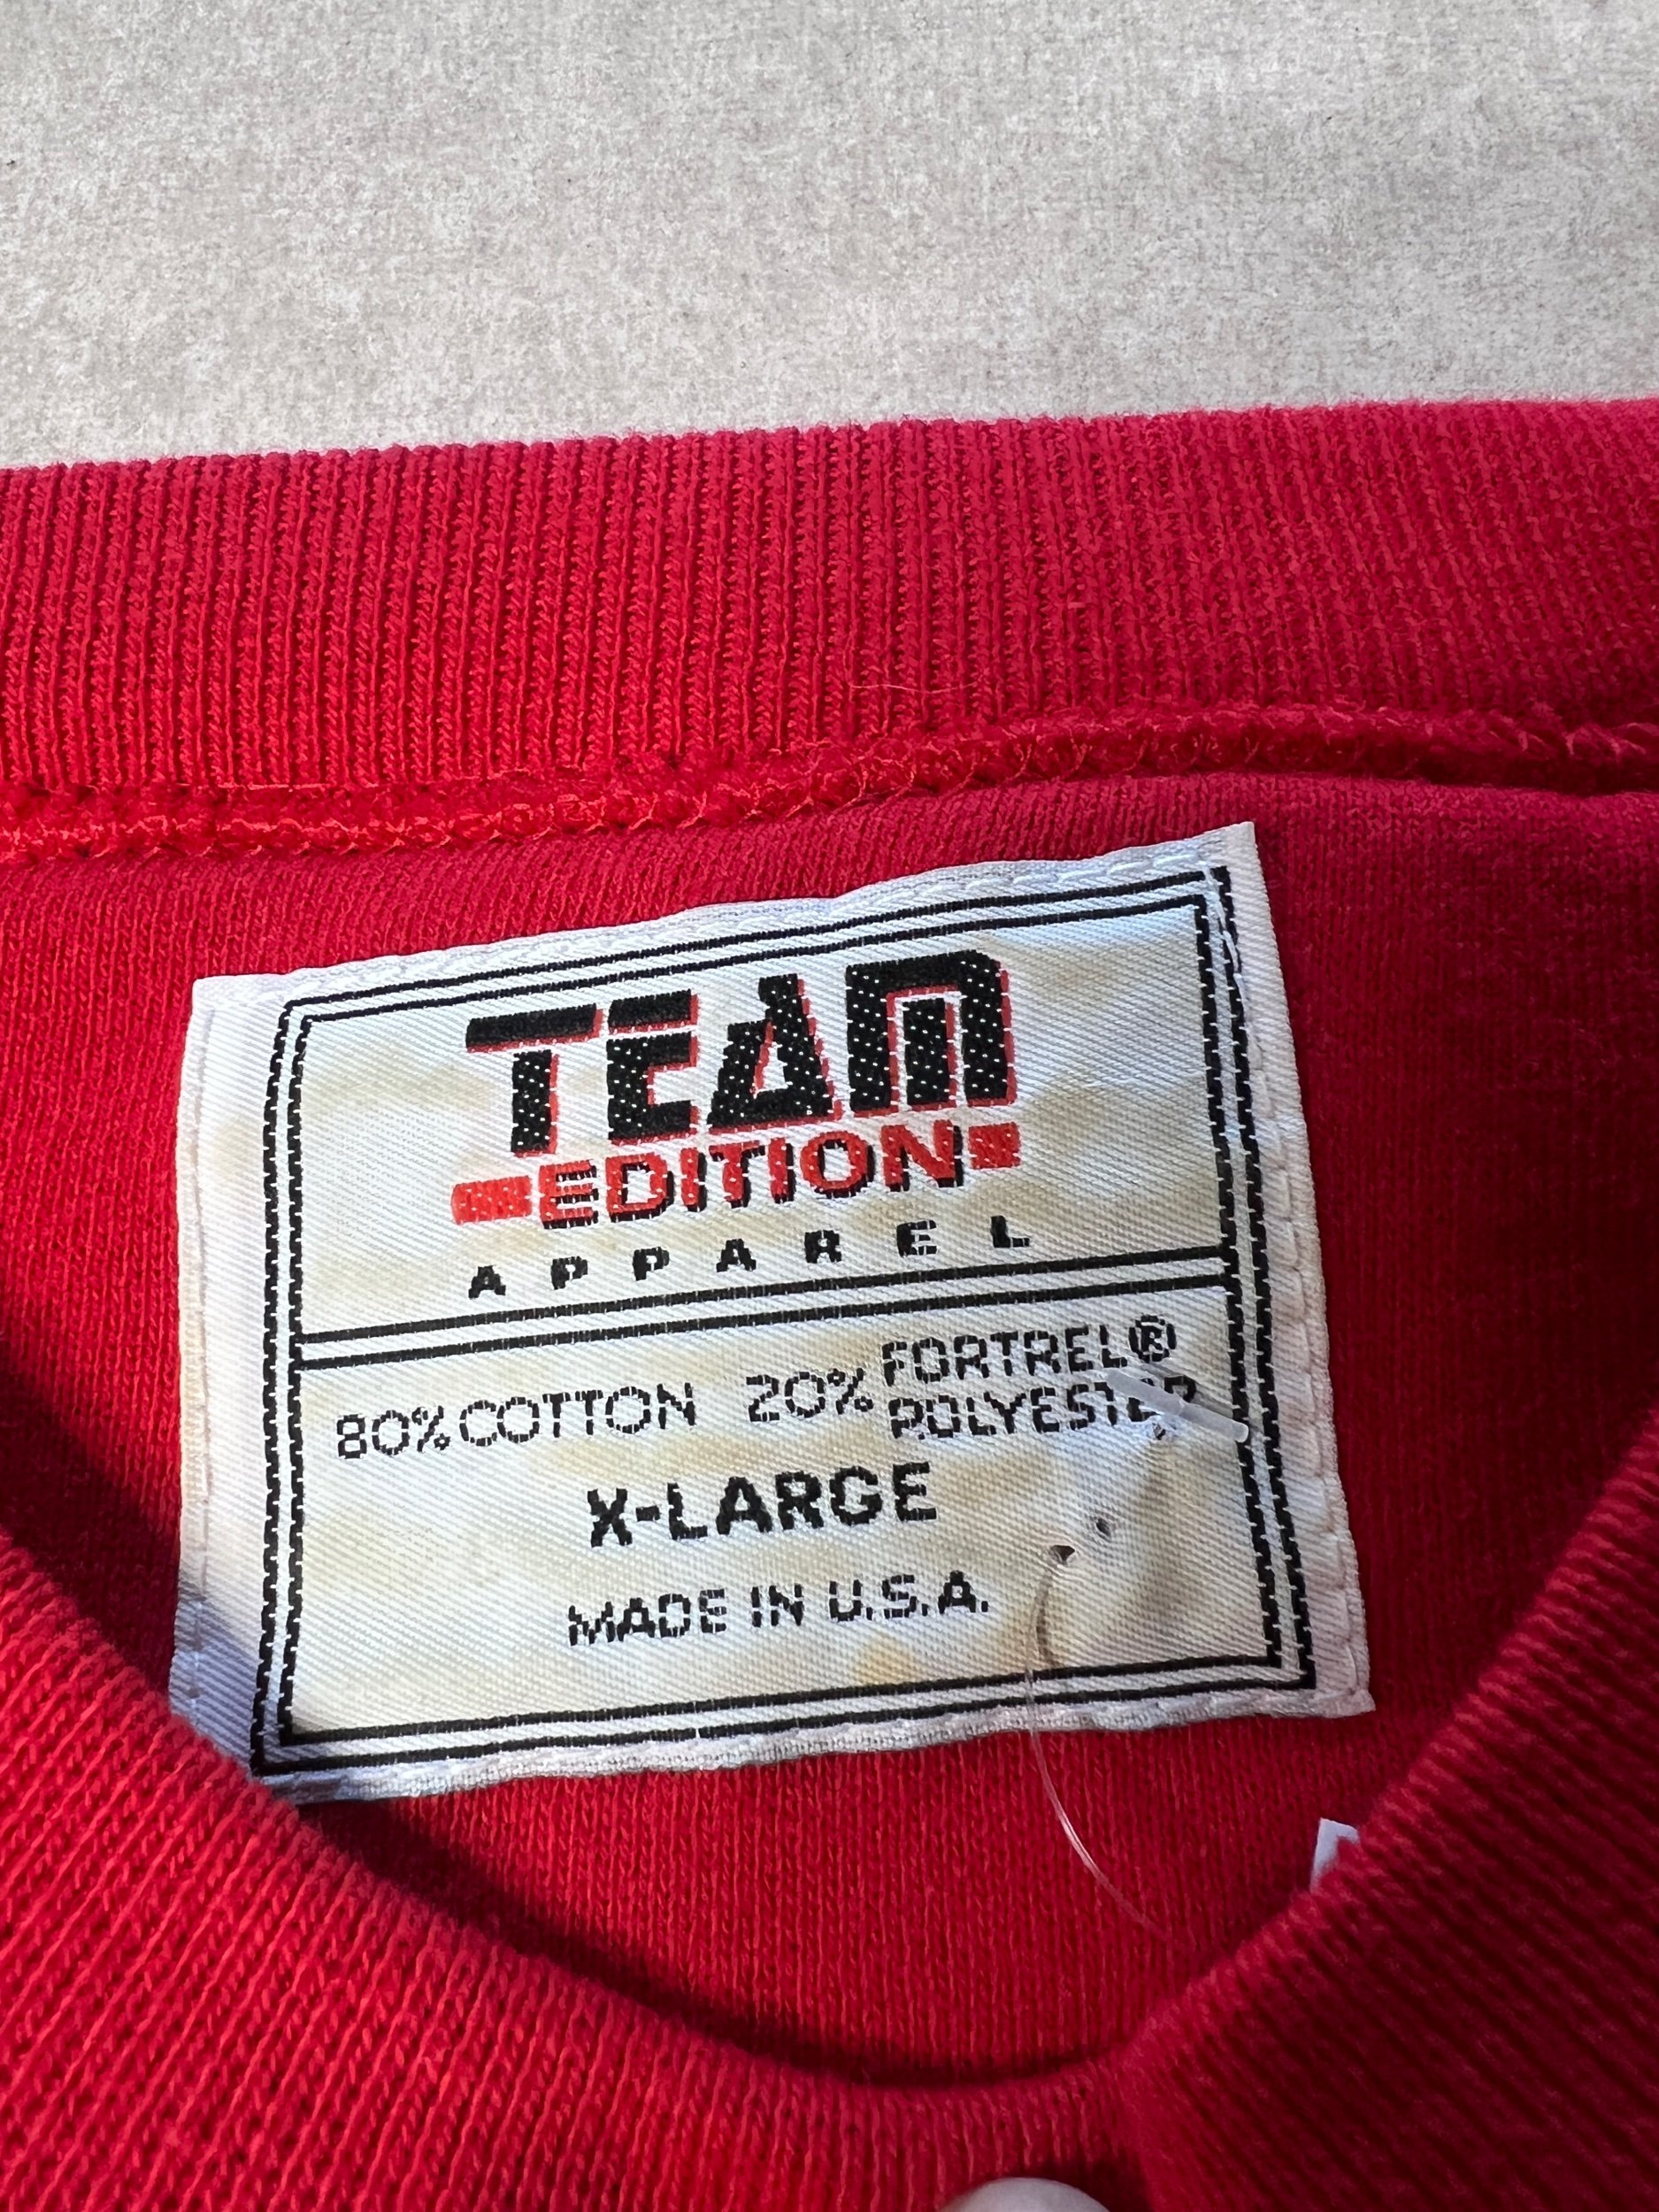 TEAM
EDITION
APPAREL
80% COTTON 20% FORTREL®
POLYESTER
X-LARGE
MADE IN U.S.A.